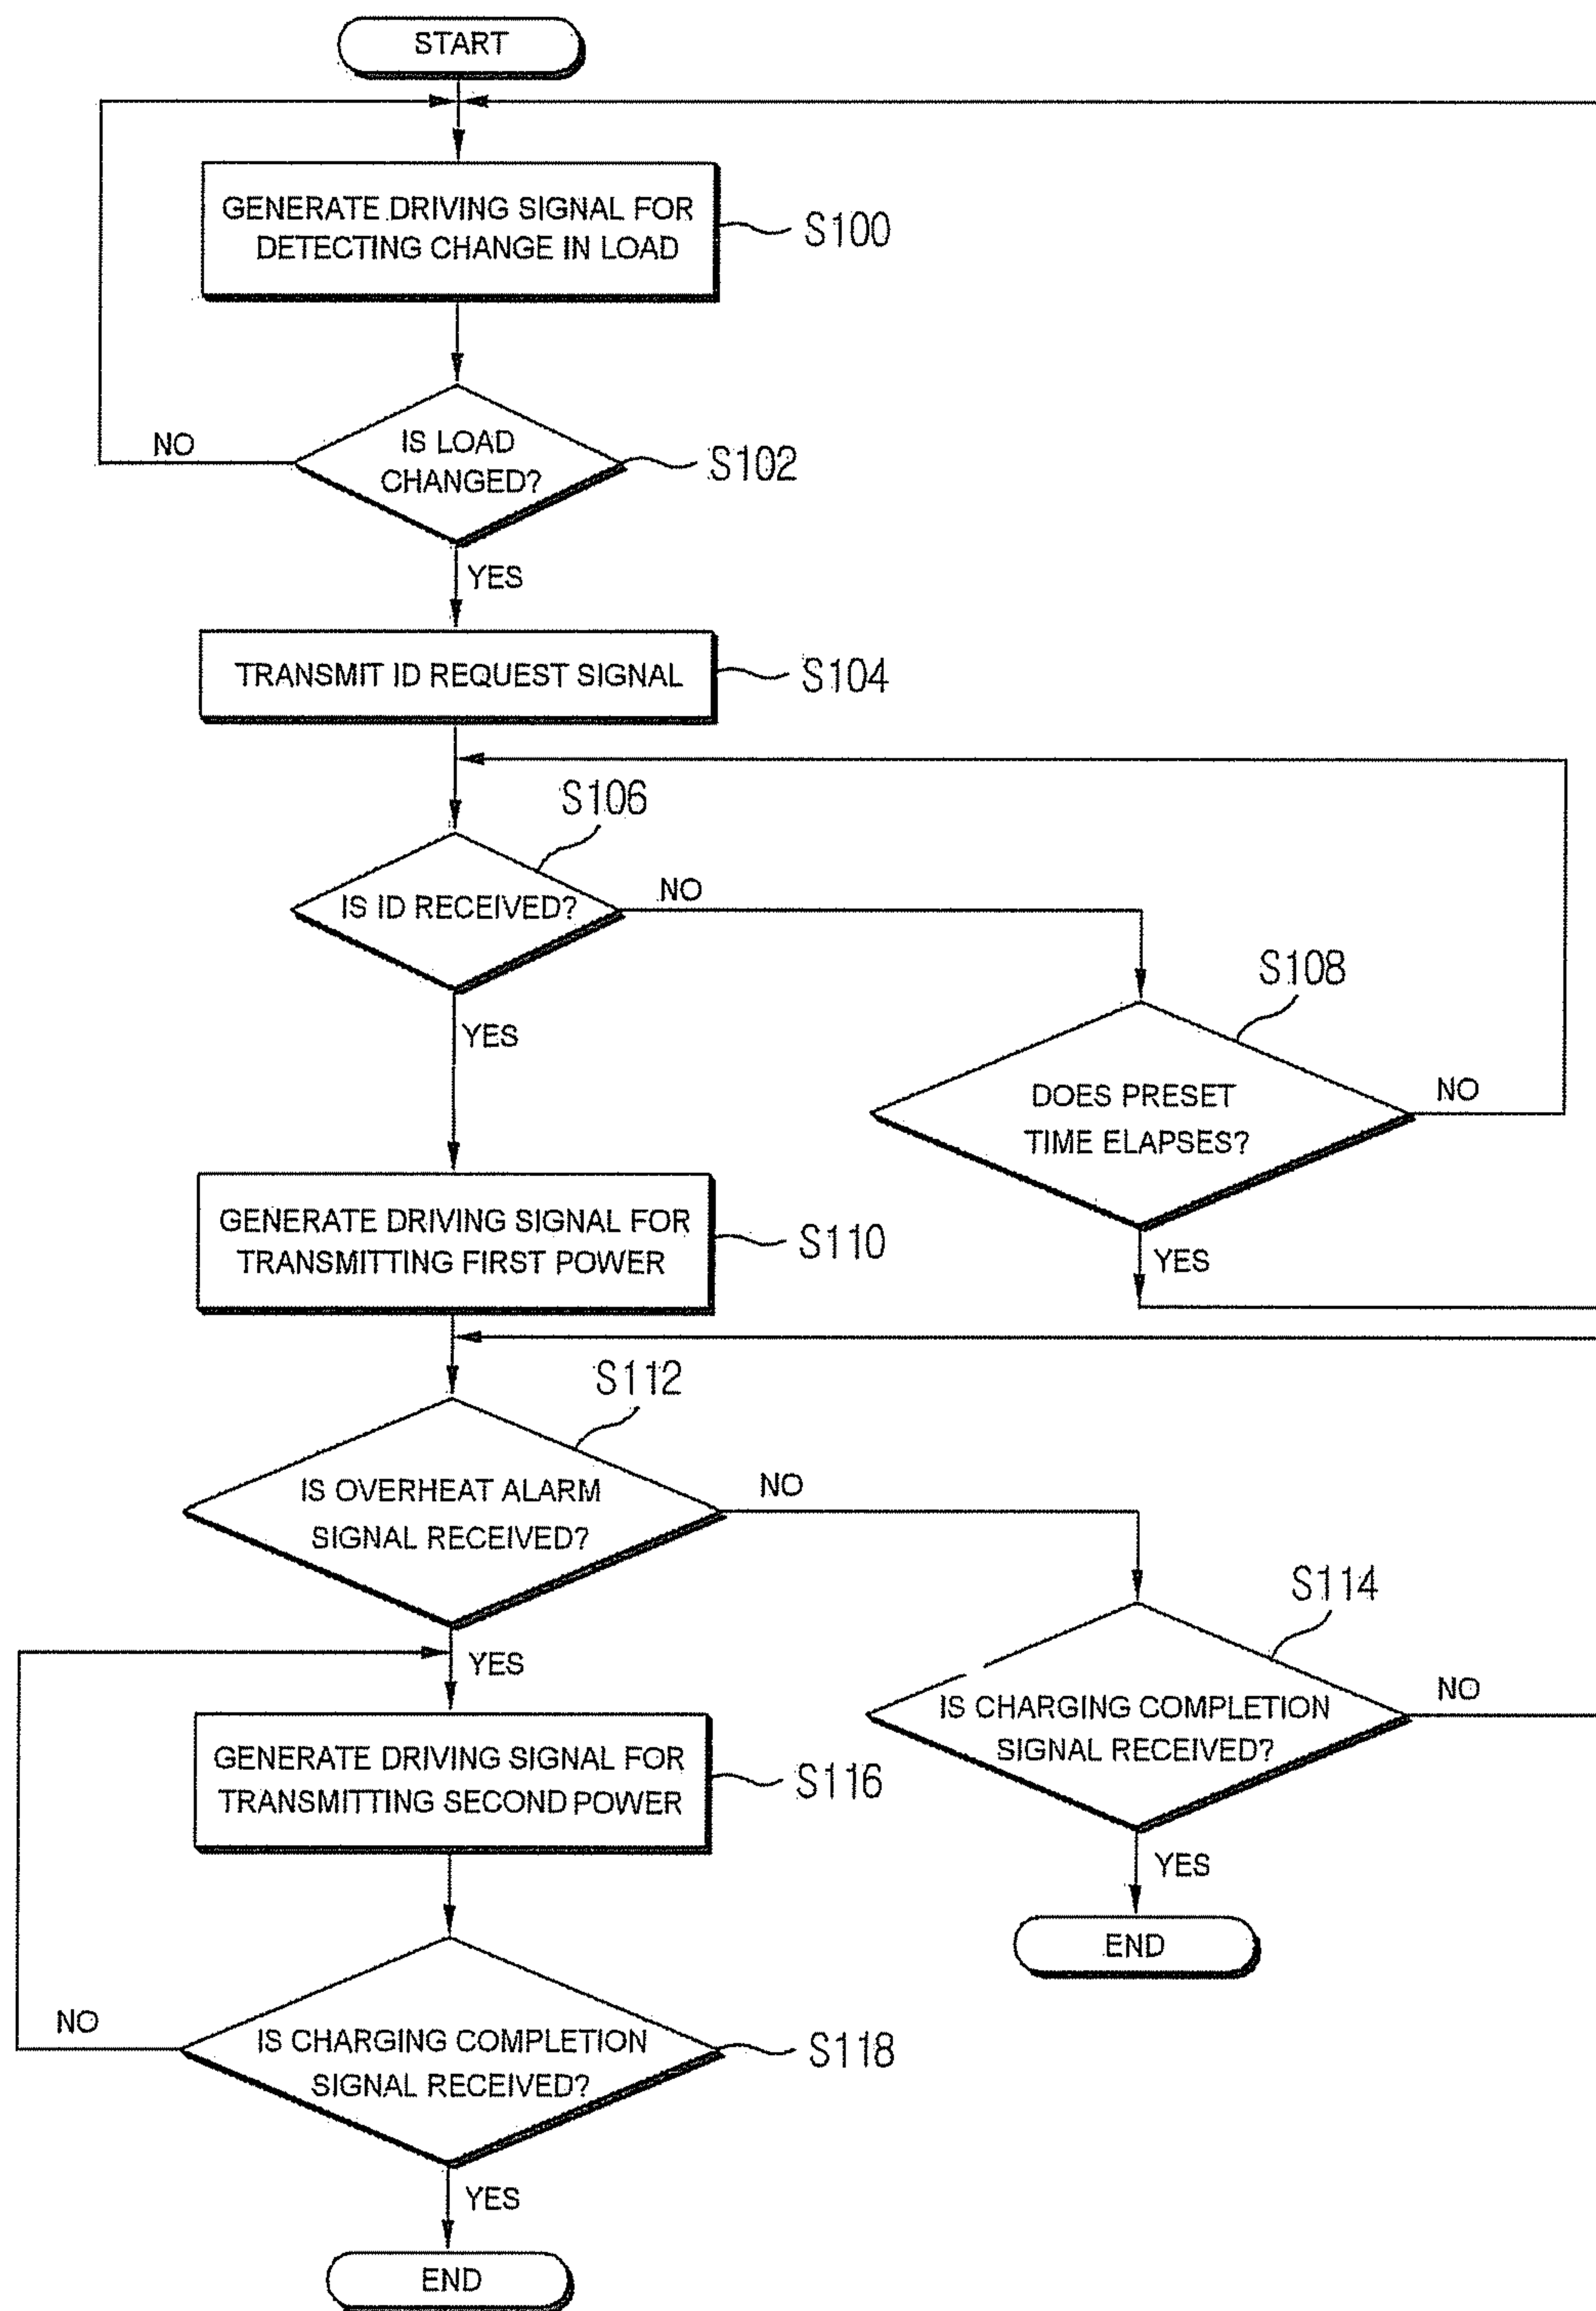 START
GENERATE DRIVING SIGNAL FOR
DETECTING CHANGE IN LOAD
S100
IS LOAD
CHANGED?
S102
NO
YES
TRANSMIT ID REQUEST SIGNAL
S104
S106
IS ID RECEIVED?
NO
YES
S108
DOES PRESET
TIME ELAPSES?
NO
YES
GENERATE DRIVING SIGNAL FOR
TRANSMITTING FIRST POWER
S110
S112
IS OVERHEAT ALARM
SIGNAL RECEIVED?
NO
YES
S114
IS CHARGING COMPLETION
SIGNAL RECEIVED?
NO
YES
END
GENERATE DRIVING SIGNAL FOR
TRANSMITTING SECOND POWER
S116
IS CHARGING COMPLETION
SIGNAL RECEIVED?
S118
NO
YES
END